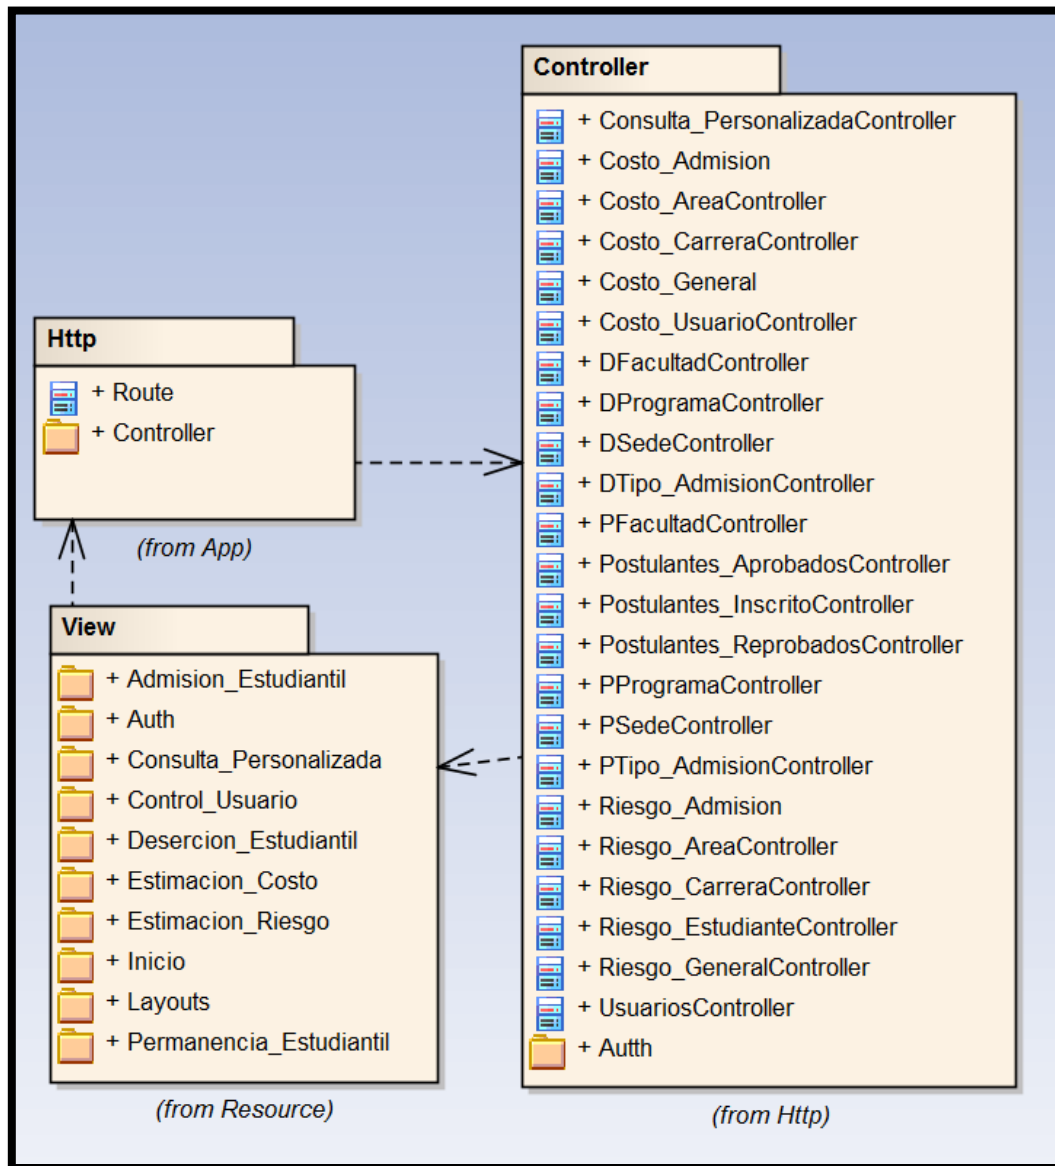 Http
+ Route
+ Controller
(from App)
View
+ Admision_Estudiantil
+ Auth
+ Consulta_Personalizada
+ Control_Usuario
+ Desercion_Estudiantil
+ Estimacion_Costo
+ Estimacion_Riesgo
+ Inicio
+ Layouts
+ Permanencia_Estudiantil
(from Resource)
Controller
+ Consulta_PersonalizadaController
+ Costo_Admision
+ Costo_AreaController
+ Costo_CarreraController
+ Costo_General
+ Costo_UsuarioController
+ DFacultadController
+ DProgramaController
+ DSedeController
+ DTipo_AdmisionController
+ PFacultadController
+ Postulantes_AprobadosController
+ Postulantes_InscritoController
+ Postulantes_ReprobadosController
+ PProgramaController
+ PSedeController
+ PTipo_AdmisionController
+ Riesgo_Admision
+ Riesgo_AreaController
+ Riesgo_CarreraController
+ Riesgo_EstudianteController
+ Riesgo_GeneralController
+ UsuariosController
+ Autth
(from Http)